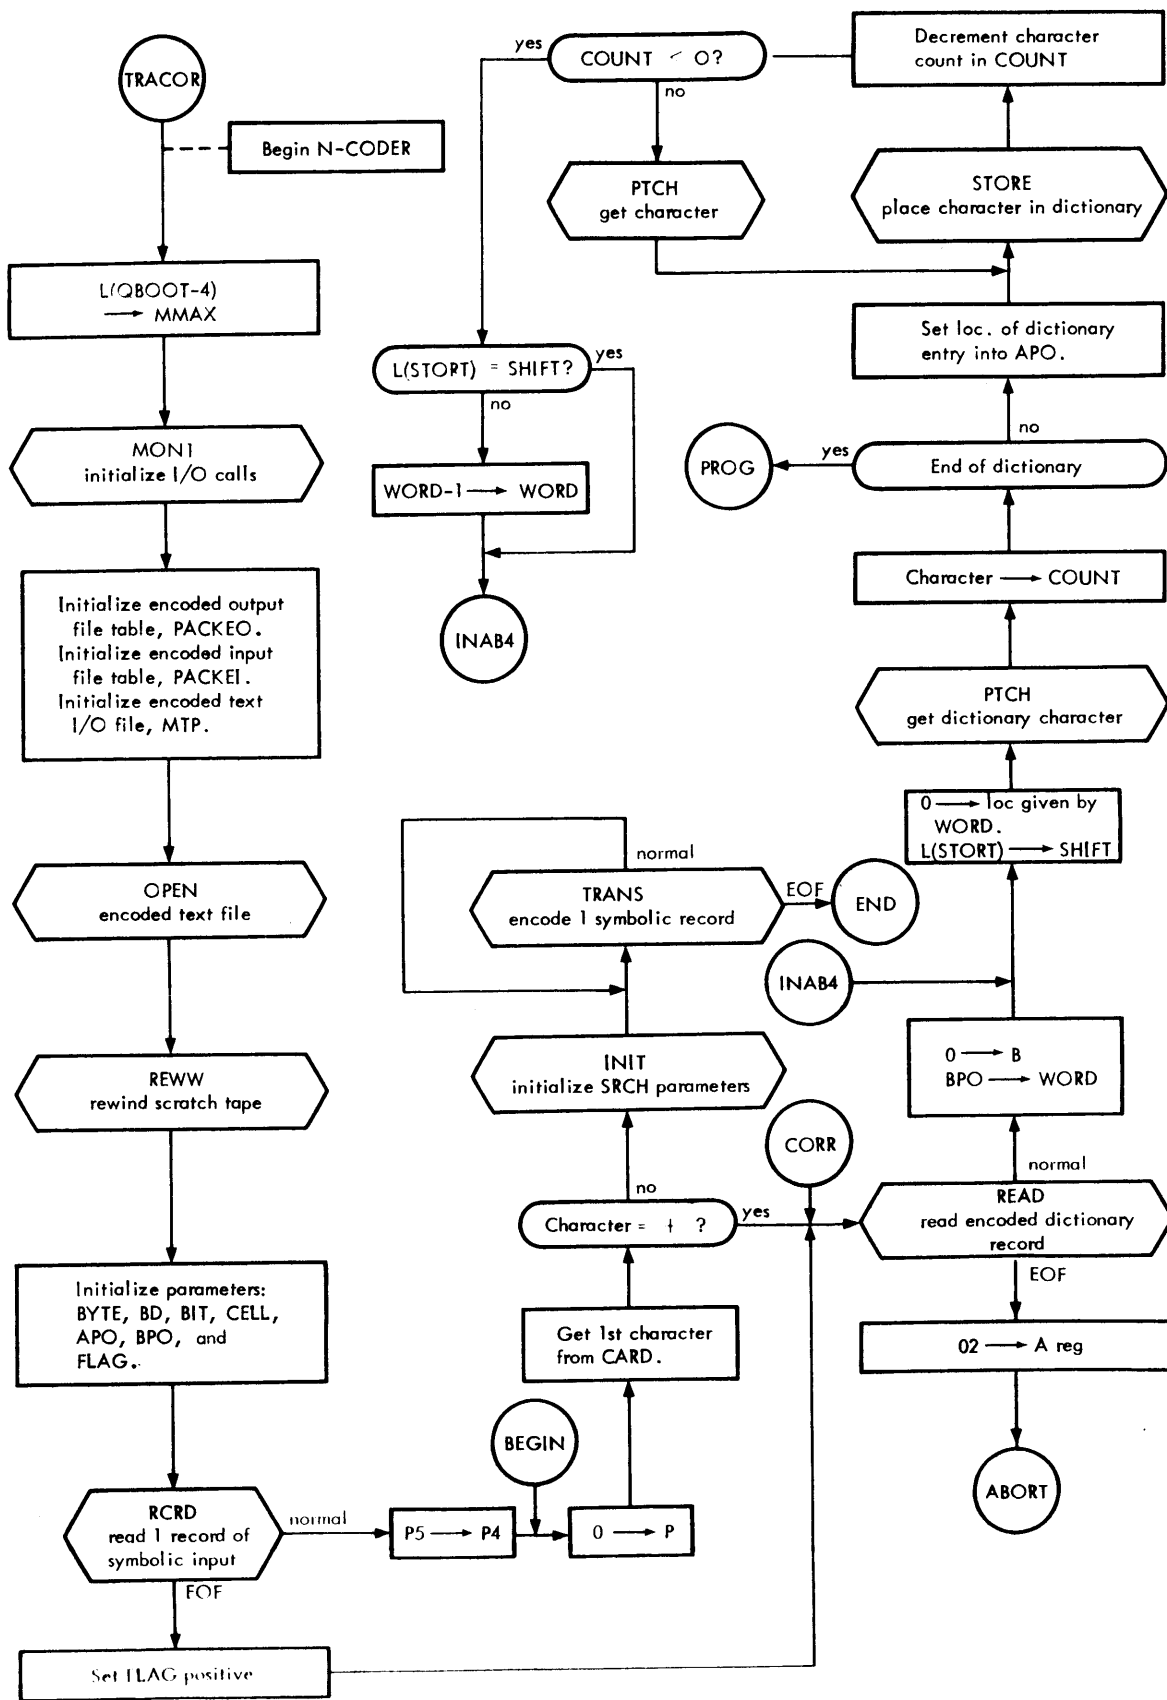 TRACOR
Begin N-CODER
L(QBOOT-4)
→ MMAX
MON1
initialize I/O calls
Initialize encoded output
file table, PACKEO.
Initialize encoded input
file table, PACKEI.
Initialize encoded text
I/O file, MTP.
OPEN
encoded text file
REWW
rewind scratch tape
Initialize parameters:
BYTE, BD, BIT, CELL,
APO, BPO, and
FLAG.
RCRD
read 1 record of
symbolic input
normal
EOF
Set FLAG positive
P5 → P4
BEGIN
0 → P
Get 1st character
from CARD.
Character = + ?
yes
no
INIT
initialize SRCH parameters
TRANS
encode 1 symbolic record
normal
EOF
END
CORR
READ
read encoded dictionary
record
normal
EOF
02 → A reg
ABORT
0 → B
BPO → WORD
INAB4
0 → loc given by
WORD.
L(STORT) → SHIFT
PTCH
get dictionary character
Character → COUNT
End of dictionary
yes
PROG
no
Set loc. of dictionary
entry into APO.
STORE
place character in dictionary
Decrement character
count in COUNT
COUNT < 0?
yes
no
PTCH
get character
L(STORT) = SHIFT?
yes
no
WORD-1 → WORD
INAB4